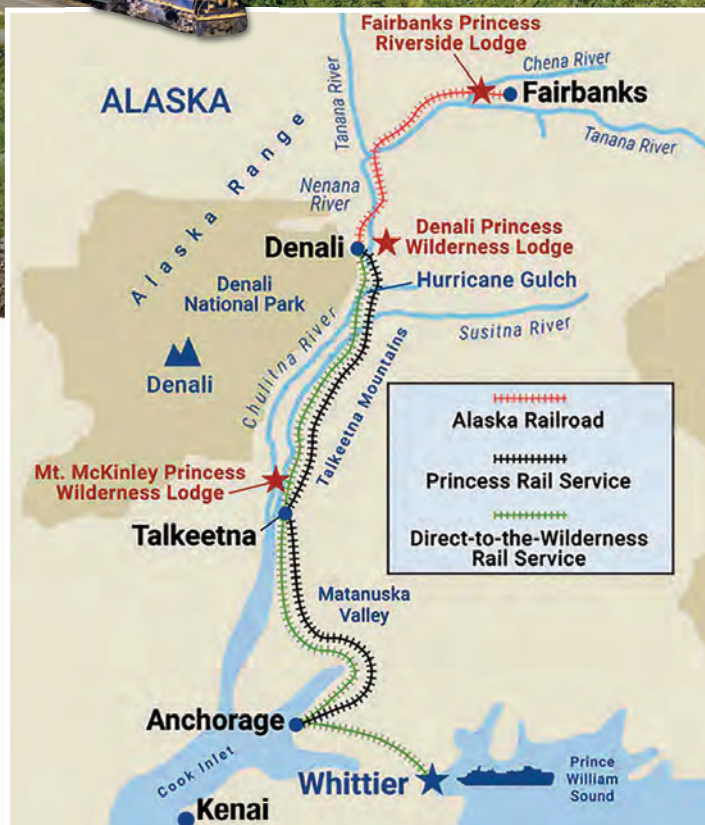 Fairbanks Princess
Riverside Lodge
Chena River
Fairbanks
Tanana River
ALASKA
Tanana River
Alaska Range
Nenana
River
Denali
Denali Princess
Wilderness Lodge
Denali
National Park
Hurricane Gulch
Susitna River
Chulitna River
Denali
Talkeetna Mountains
Alaska Railroad
Princess Rail Service
Direct-to-the-Wilderness
Rail Service
Mt. McKinley Princess
Wilderness Lodge
Talkeetna
Matanuska
Valley
Anchorage
Cook Inlet
Whittier
Prince
William
Sound
Kenai